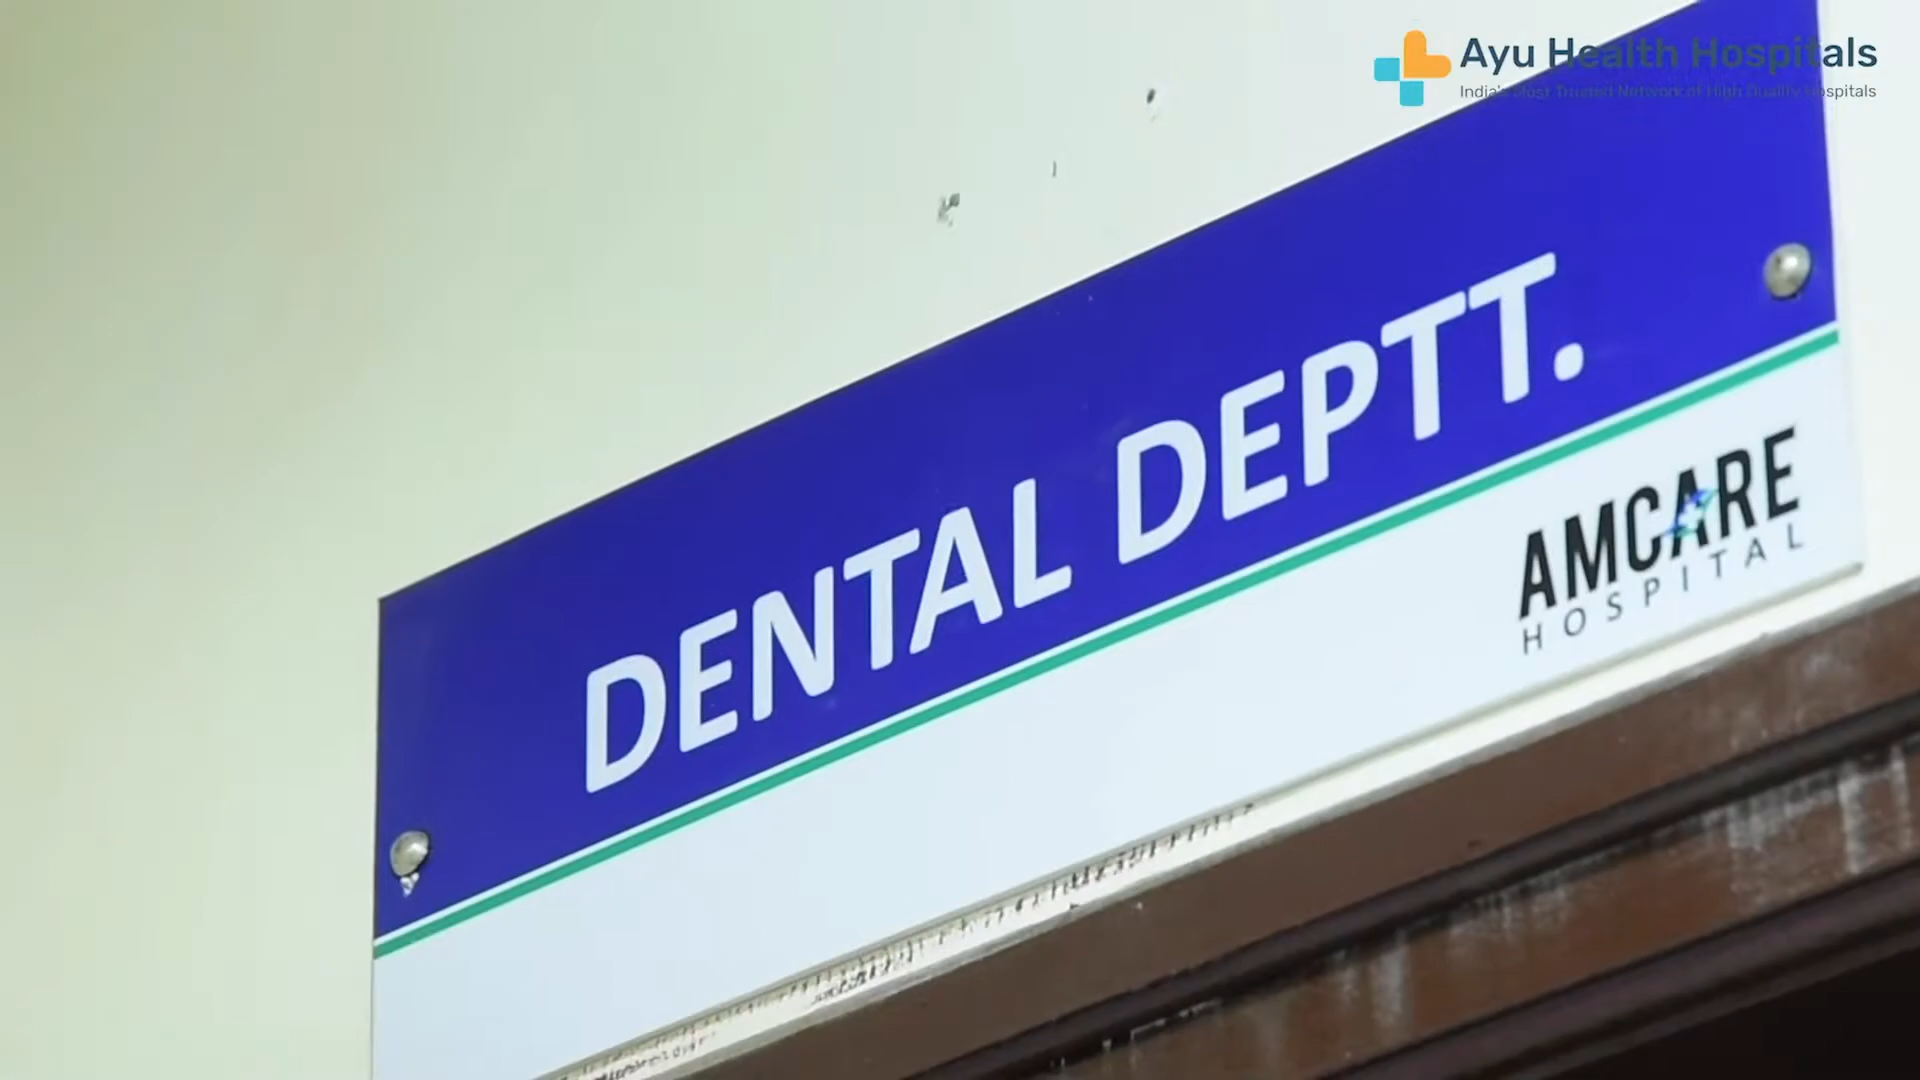 Ayu Health Hospitals
India's Most Trusted Network of High Quality Hospitals
DENTAL DEPTT.
AMCARE
HOSPITAL